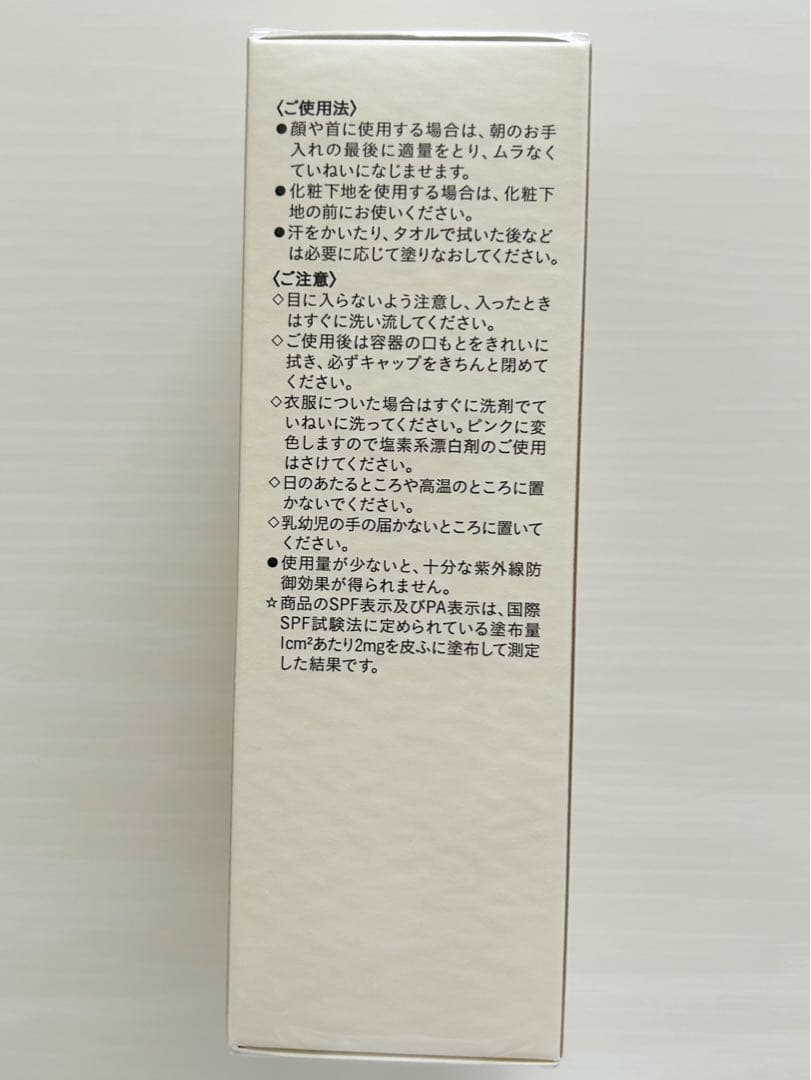 〈ご使用法〉
●顔や首に使用する場合は、朝のお手
入れの最後に適量をとり、ムラなく
ていねいになじませます。
●化粧下地を使用する場合は、化粧下
地の前にお使いください。
●汗をかいたり、タオルで拭いた後など
は必要に応じて塗りなおしてください。
〈ご注意〉
◇目に入らないよう注意し、入ったとき
はすぐに洗い流してください。
◇ご使用後は容器の口もとをきれいに
拭き、必ずキャップをきちんと閉めて
ください。
◇衣服についた場合はすぐに洗剤でて
いねいに洗ってください。ピンクに変
色しますので塩素系漂白剤のご使用
はさけてください。
◇日のあたるところや高温のところに置
かないでください。
◇乳幼児の手の届かないところに置いて
ください。
●使用量が少ないと、十分な紫外線防
御効果が得られません。
☆商品のSPF表示及びPA表示は、国際
SPF試験法に定められている塗布量
1cm²あたり2mgを皮ふに塗布して測定
した結果です。